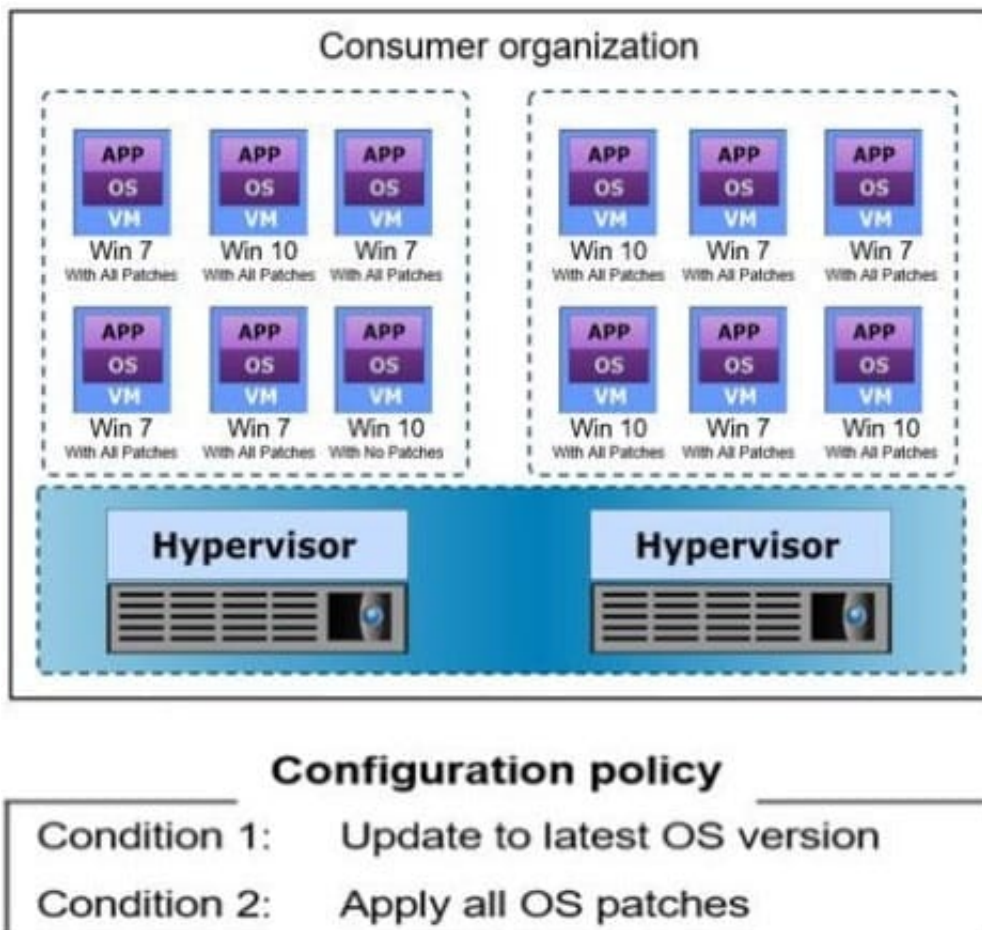 Consumer organization
APP APP APP APP APP APP
OS OS OS OS OS OS
VM VM VM VM VM VM
Win 7 Win 10 Win 7 Win 10 Win 7 Win 7
With All Patches With All Patches With All Patches With All Patches With All Patches With All Patches
APP APP APP APP APP APP
OS OS OS OS OS OS
VM VM VM VM VM VM
Win 7 Win 7 Win 10 Win 10 Win 7 Win 10
With All Patches With All Patches With No Patches With All Patches With All Patches With All Patches
Hypervisor Hypervisor
Configuration policy
Condition 1: Update to latest OS version
Condition 2: Apply all OS patches